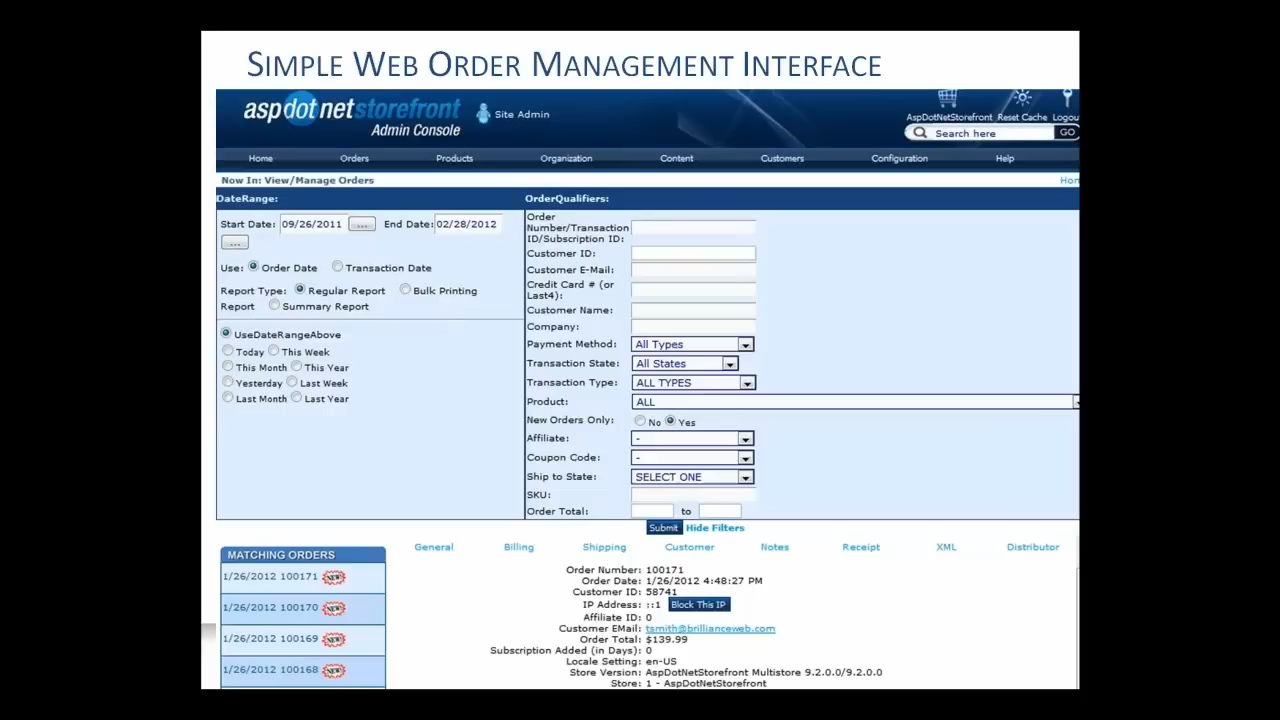 SIMPLE WEB ORDER MANAGEMENT INTERFACE
aspdotnetstorefront
Admin Console
Site Admin
AspDotNetStorefront Reset Cache Logou
Search here GO
Home Orders Products Organization Content Customers Configuration Help
Now In: View/Manage Orders
Hom
DateRange:
Start Date: 09/26/2011 ... End Date: 02/28/2012
...
Use: Order Date Transaction Date
Report Type: Regular Report Bulk Printing
Report Summary Report
UseDateRangeAbove
Today This Week
This Month This Year
Yesterday Last Week
Last Month Last Year
OrderQualifiers:
Order
Number/Transaction
ID/Subscription ID:
Customer ID:
Customer E-Mail:
Credit Card # (or
Last4):
Customer Name:
Company:
Payment Method: All Types
Transaction State: All States
Transaction Type: ALL TYPES
Product: ALL
New Orders Only: No Yes
Affiliate: -
Coupon Code: -
Ship to State: SELECT ONE
SKU:
Order Total: to
Submit Hide Filters
MATCHING ORDERS
1/26/2012 100171 NEW!
1/26/2012 100170 NEW!
1/26/2012 100169 NEW!
1/26/2012 100168 NEW!
General Billing Shipping Customer Notes Receipt XML Distributor
Order Number: 100171
Order Date: 1/26/2012 4:48:27 PM
Customer ID: 58741
IP Address: ::1 Block This IP
Affiliate ID: 0
Customer EMail: tsmith@brillianceweb.com
Order Total: $139.99
Subscription Added (in Days): 0
Locale Setting: en-US
Store Version: AspDotNetStorefront Multistore 9.2.0.0/9.2.0.0
Store: 1 - AspDotNetStorefront